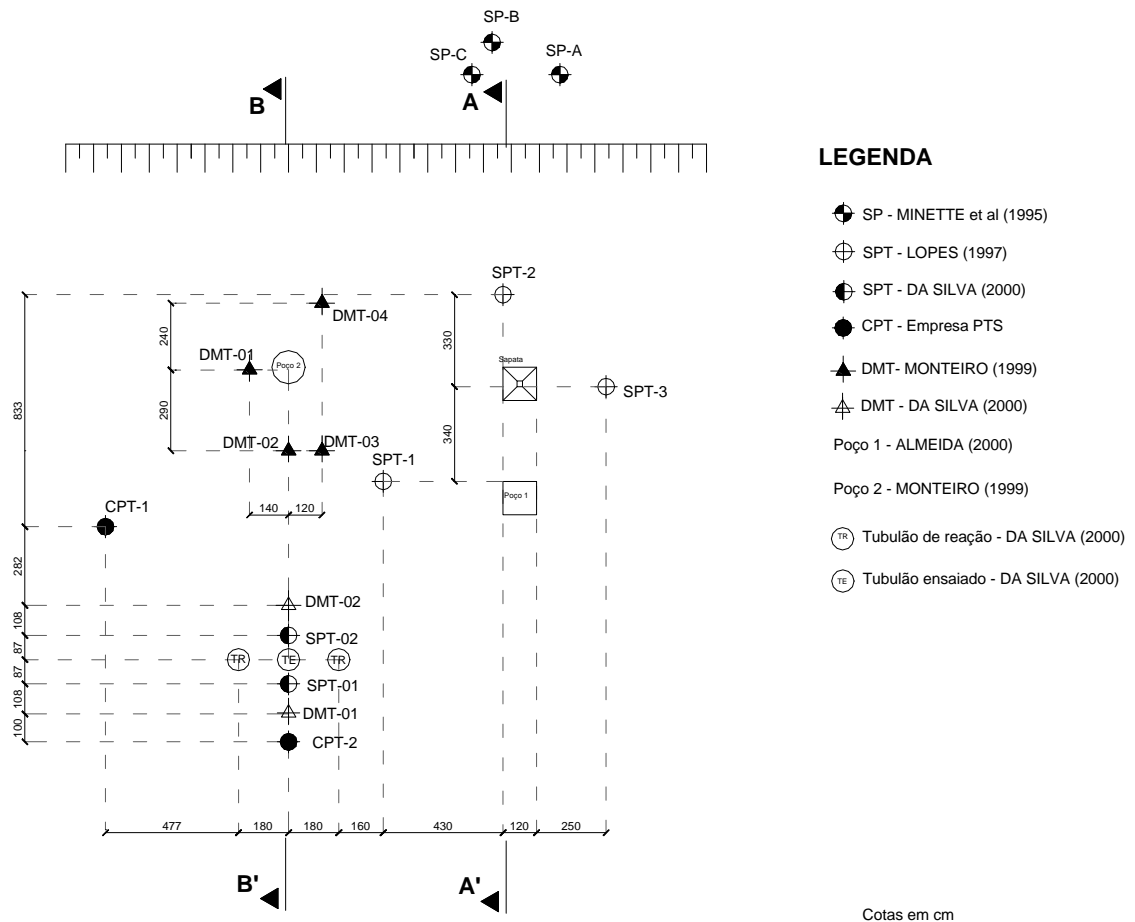 SP-B
SP-C
SP-A
B
A
SPT-2
DMT-04
DMT-01
Poço 2
Sapata
SPT-3
240
290
330
340
833
DMT-02
DMT-03
SPT-1
Poço 1
140
120
CPT-1
282
DMT-02
108
SPT-02
87
TR
TE
TR
87
SPT-01
108
DMT-01
100
CPT-2
477
180
180
160
430
120
250
B'
A'
LEGENDA
SP - MINETTE et al (1995)
SPT - LOPES (1997)
SPT - DA SILVA (2000)
CPT - Empresa PTS
DMT- MONTEIRO (1999)
DMT - DA SILVA (2000)
Poço 1 - ALMEIDA (2000)
Poço 2 - MONTEIRO (1999)
TR Tubulão de reação - DA SILVA (2000)
TE Tubulão ensaiado - DA SILVA (2000)
Cotas em cm